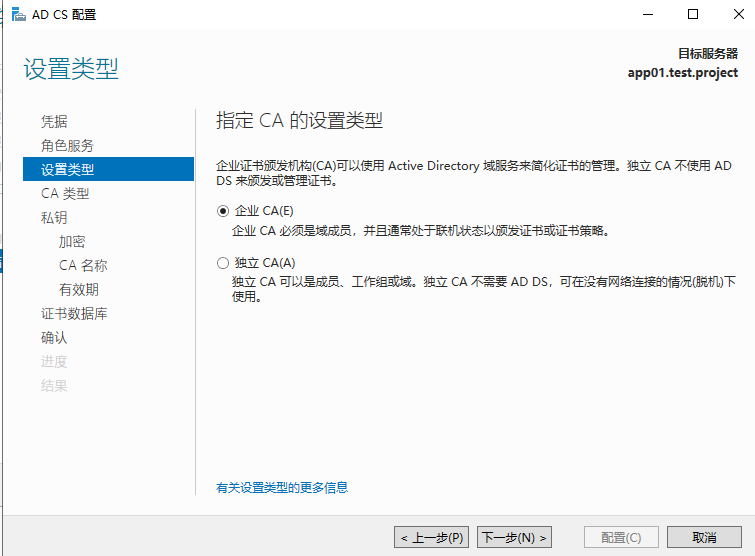 AD CS 配置
设置类型
目标服务器
app01.test.project
凭据
角色服务
设置类型
CA 类型
私钥
加密
CA 名称
有效期
证书数据库
确认
进度
结果
指定 CA 的设置类型
企业证书颁发机构(CA)可以使用 Active Directory 域服务来简化证书的管理。独立 CA 不使用 AD
DS 来颁发或管理证书。
企业 CA(E)
企业 CA 必须是域成员，并且通常处于联机状态以颁发证书或证书策略。
独立 CA(A)
独立 CA 可以是成员、工作组或域。独立 CA 不需要 AD DS，可在没有网络连接的情况(脱机)下
使用。
有关设置类型的更多信息
< 上一步(P)
下一步(N) >
配置(C)
取消